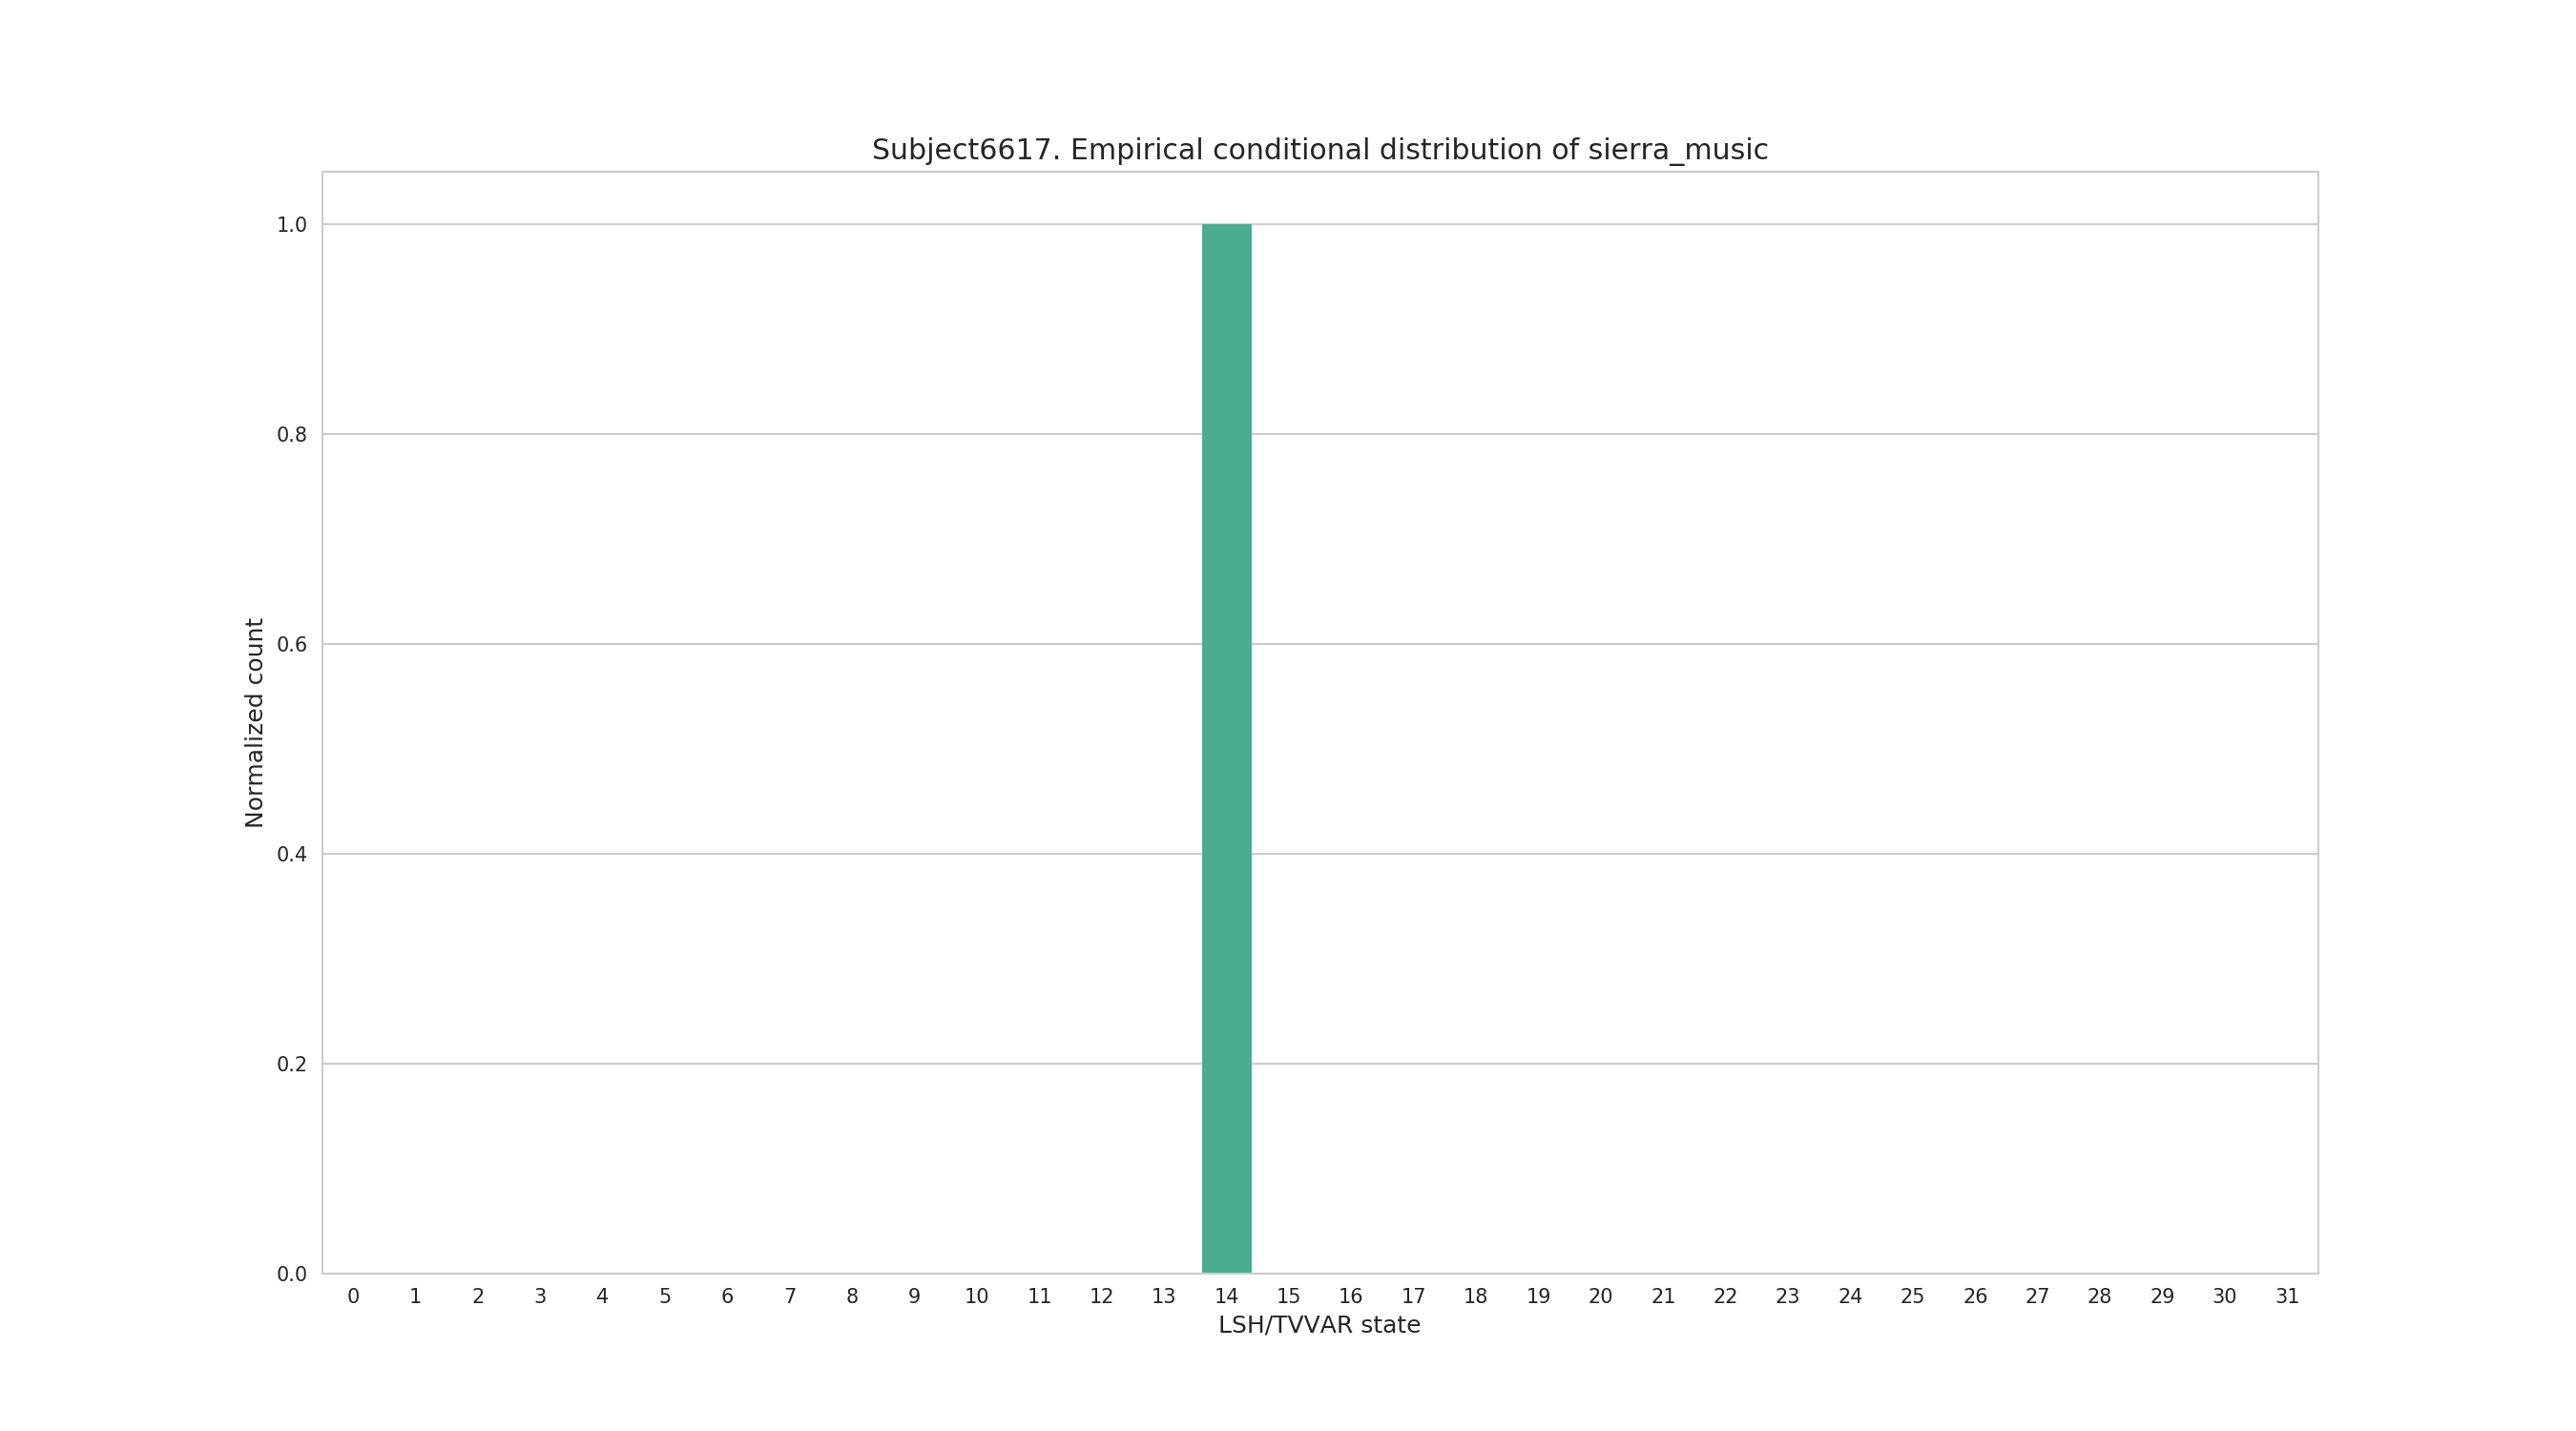 Subject6617. Empirical conditional distribution of sierra_music
1.0
0.8
0.6
0.4
0.2
0.0
Normalized count
0 1 2 3 4 5 6 7 8 9 10 11 12 13 14 15 16 17 18 19 20 21 22 23 24 25 26 27 28 29 30 31
LSH/TVVAR state